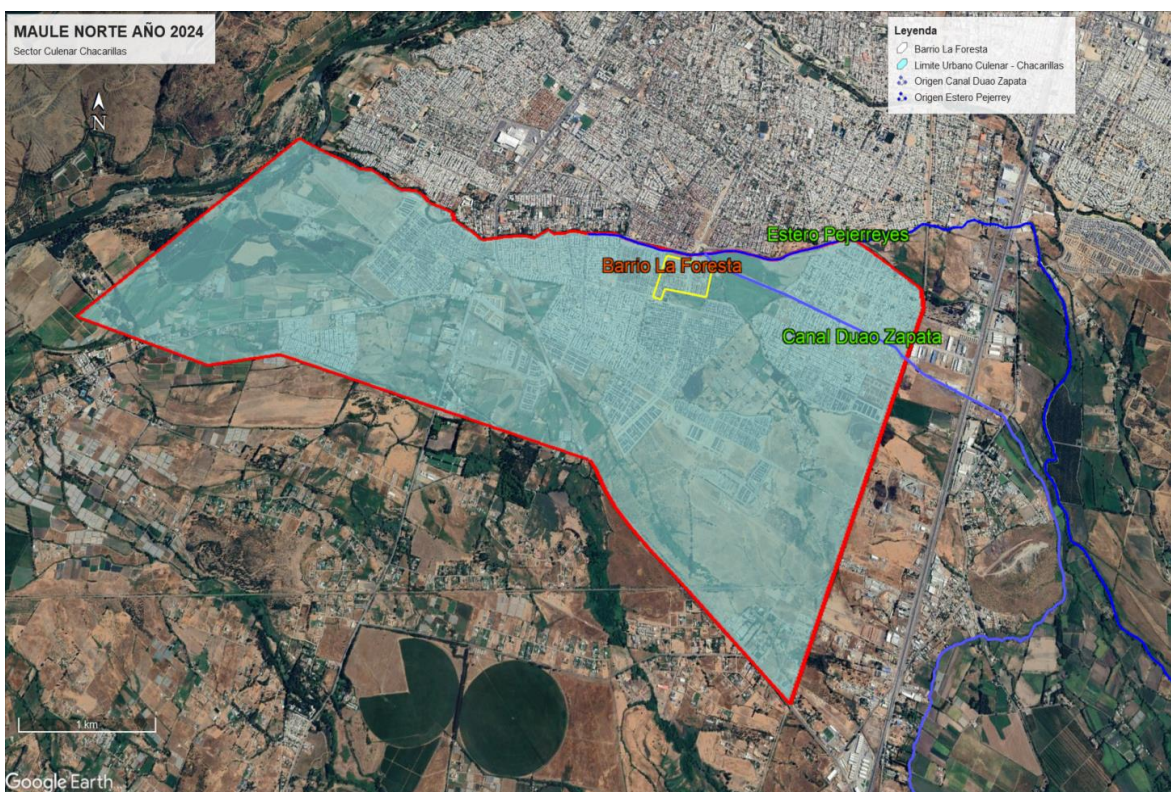 MAULE NORTE AÑO 2024
Sector Culenar Chacarillas
Leyenda
Barrio La Foresta
Limite Urbano Culenar - Chacarillas
Origen Canal Duao Zapata
Origen Estero Pejerrey
N
Estero Pejerreyes
Barrio La Foresta
Canal Duao Zapata
1 km
Google Earth